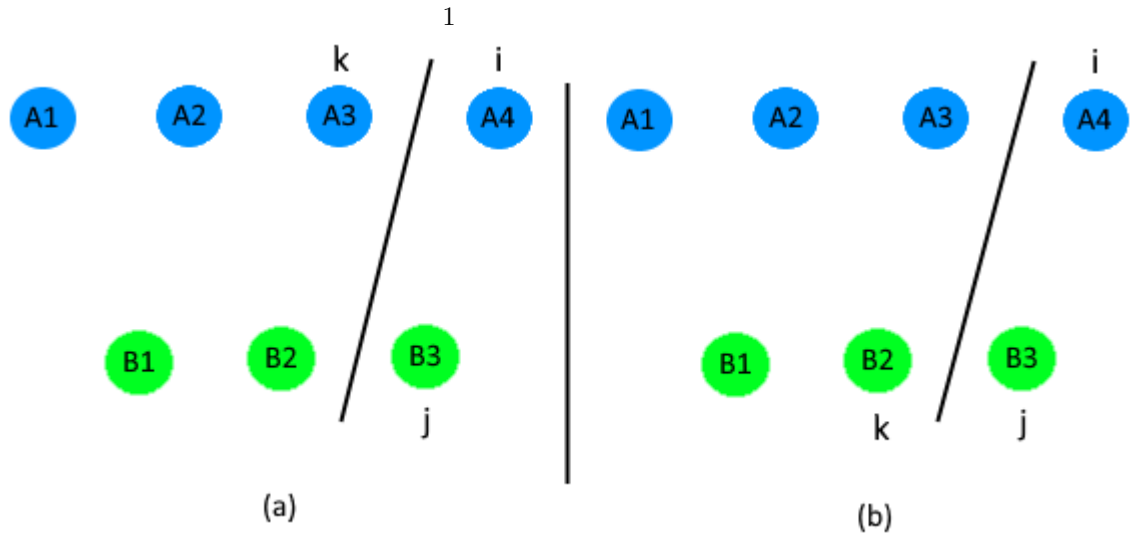 1
k i i
A1 A2 A3 A4 A1 A2 A3 A4
B1 B2 B3 B1 B2 B3
j k j
(a) (b)